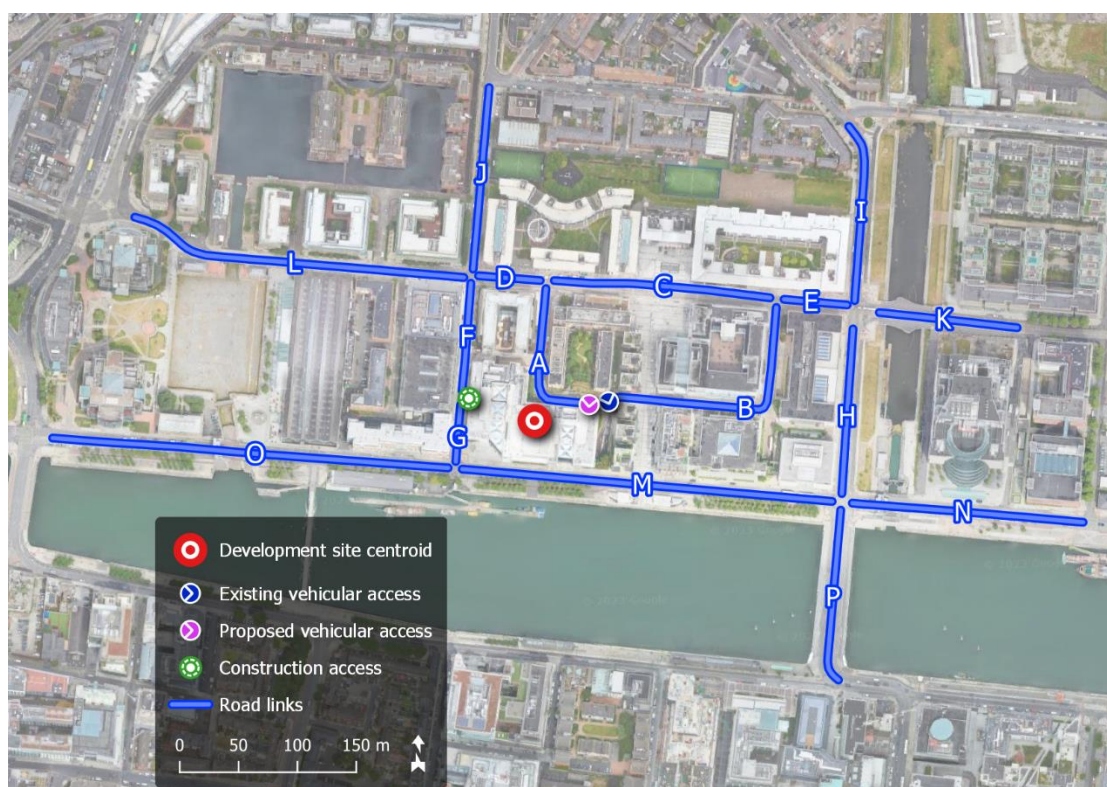 J
I
L
D
C
E
K
F
A
B
H
G
O
M
N
P
Development site centroid
Existing vehicular access
Proposed vehicular access
Construction access
Road links
0 50 100 150 m